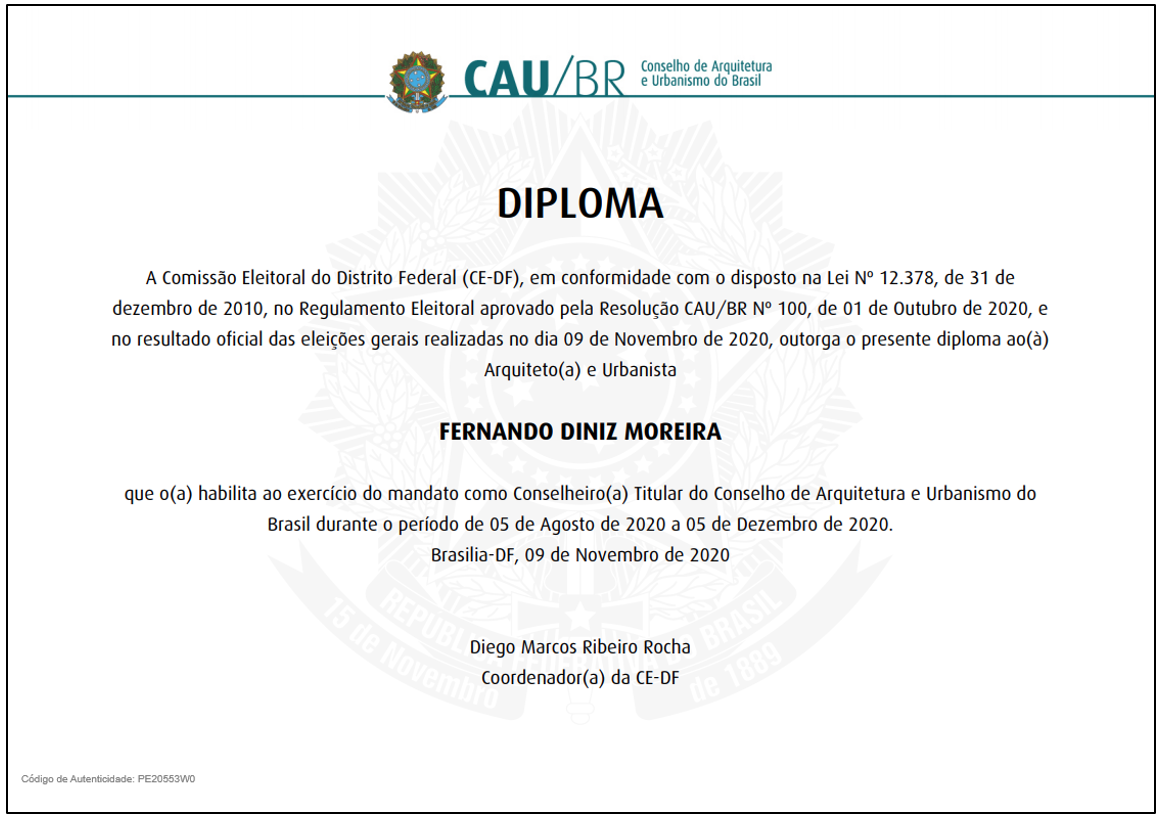 CAU/BR Conselho de Arquitetura
e Urbanismo do Brasil
DIPLOMA
A Comissão Eleitoral do Distrito Federal (CE-DF), em conformidade com o disposto na Lei Nº 12.378, de 31 de
dezembro de 2010, no Regulamento Eleitoral aprovado pela Resolução CAU/BR Nº 100, de 01 de Outubro de 2020, e
no resultado oficial das eleições gerais realizadas no dia 09 de Novembro de 2020, outorga o presente diploma ao(à)
Arquiteto(a) e Urbanista
FERNANDO DINIZ MOREIRA
que o(a) habilita ao exercício do mandato como Conselheiro(a) Titular do Conselho de Arquitetura e Urbanismo do
Brasil durante o período de 05 de Agosto de 2020 a 05 de Dezembro de 2020.
Brasilia-DF, 09 de Novembro de 2020
15 de Novembro de 1889
Diego Marcos Ribeiro Rocha
Coordenador(a) da CE-DF
Código de Autenticidade: PE20553W0